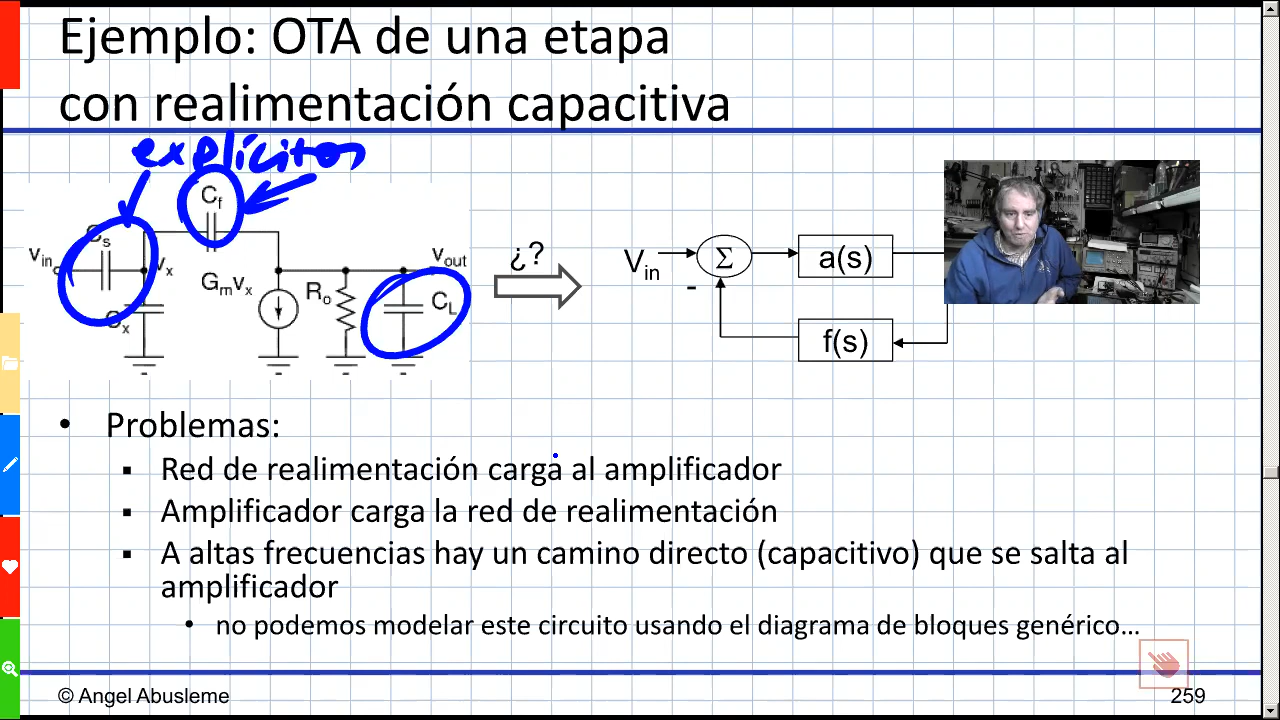 Ejemplo: OTA de una etapa
con realimentación capacitiva
explícitos
Cf
Cs
vin
vx
vout
¿?
Gmvx
Ro
CL
Cx
Vin
Σ
a(s)
-
f(s)
• Problemas:
▪ Red de realimentación carga al amplificador
▪ Amplificador carga la red de realimentación
▪ A altas frecuencias hay un camino directo (capacitivo) que se salta al
amplificador
• no podemos modelar este circuito usando el diagrama de bloques genérico…
© Angel Abusleme
259